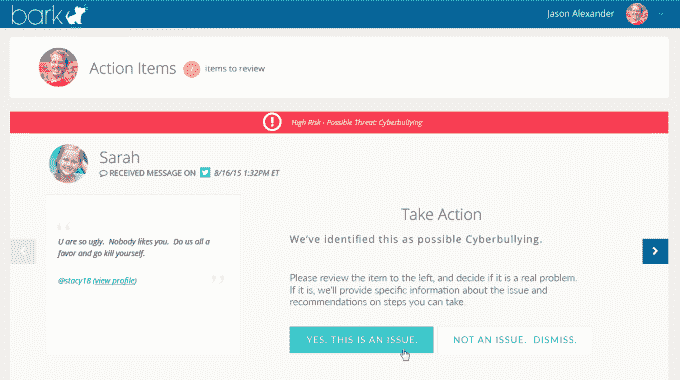 bark
Jason Alexander
Action Items
items to review
High Risk - Possible Threat: Cyberbullying
Sarah
RECEIVED MESSAGE ON 8/16/15 1:32PM ET
U are so ugly. Nobody likes you. Do us all a
favor and go kill yourself.
@stacy18 (view profile)
Take Action
We've identified this as possible Cyberbullying.
Please review the item to the left, and decide if it is a real problem.
If it is, we'll provide specific information about the issue and
recommendations on steps you can take.
YES. THIS IS AN ISSUE.
NOT AN ISSUE. DISMISS.